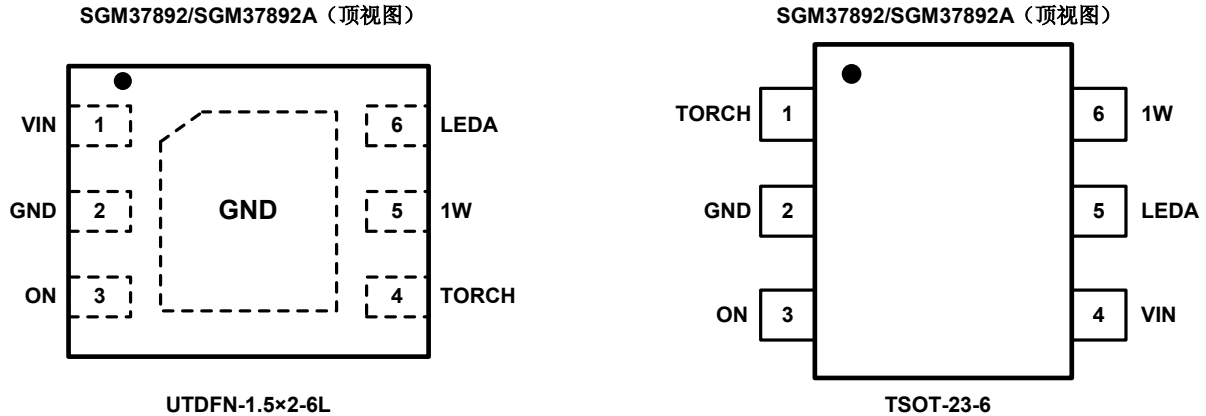 SGM37892/SGM37892A（顶视图）
VIN 1 6 LEDA
GND 2 GND 5 1W
ON 3 4 TORCH
UTDFN-1.5×2-6L
SGM37892/SGM37892A（顶视图）
TORCH 1 6 1W
GND 2 5 LEDA
ON 3 4 VIN
TSOT-23-6